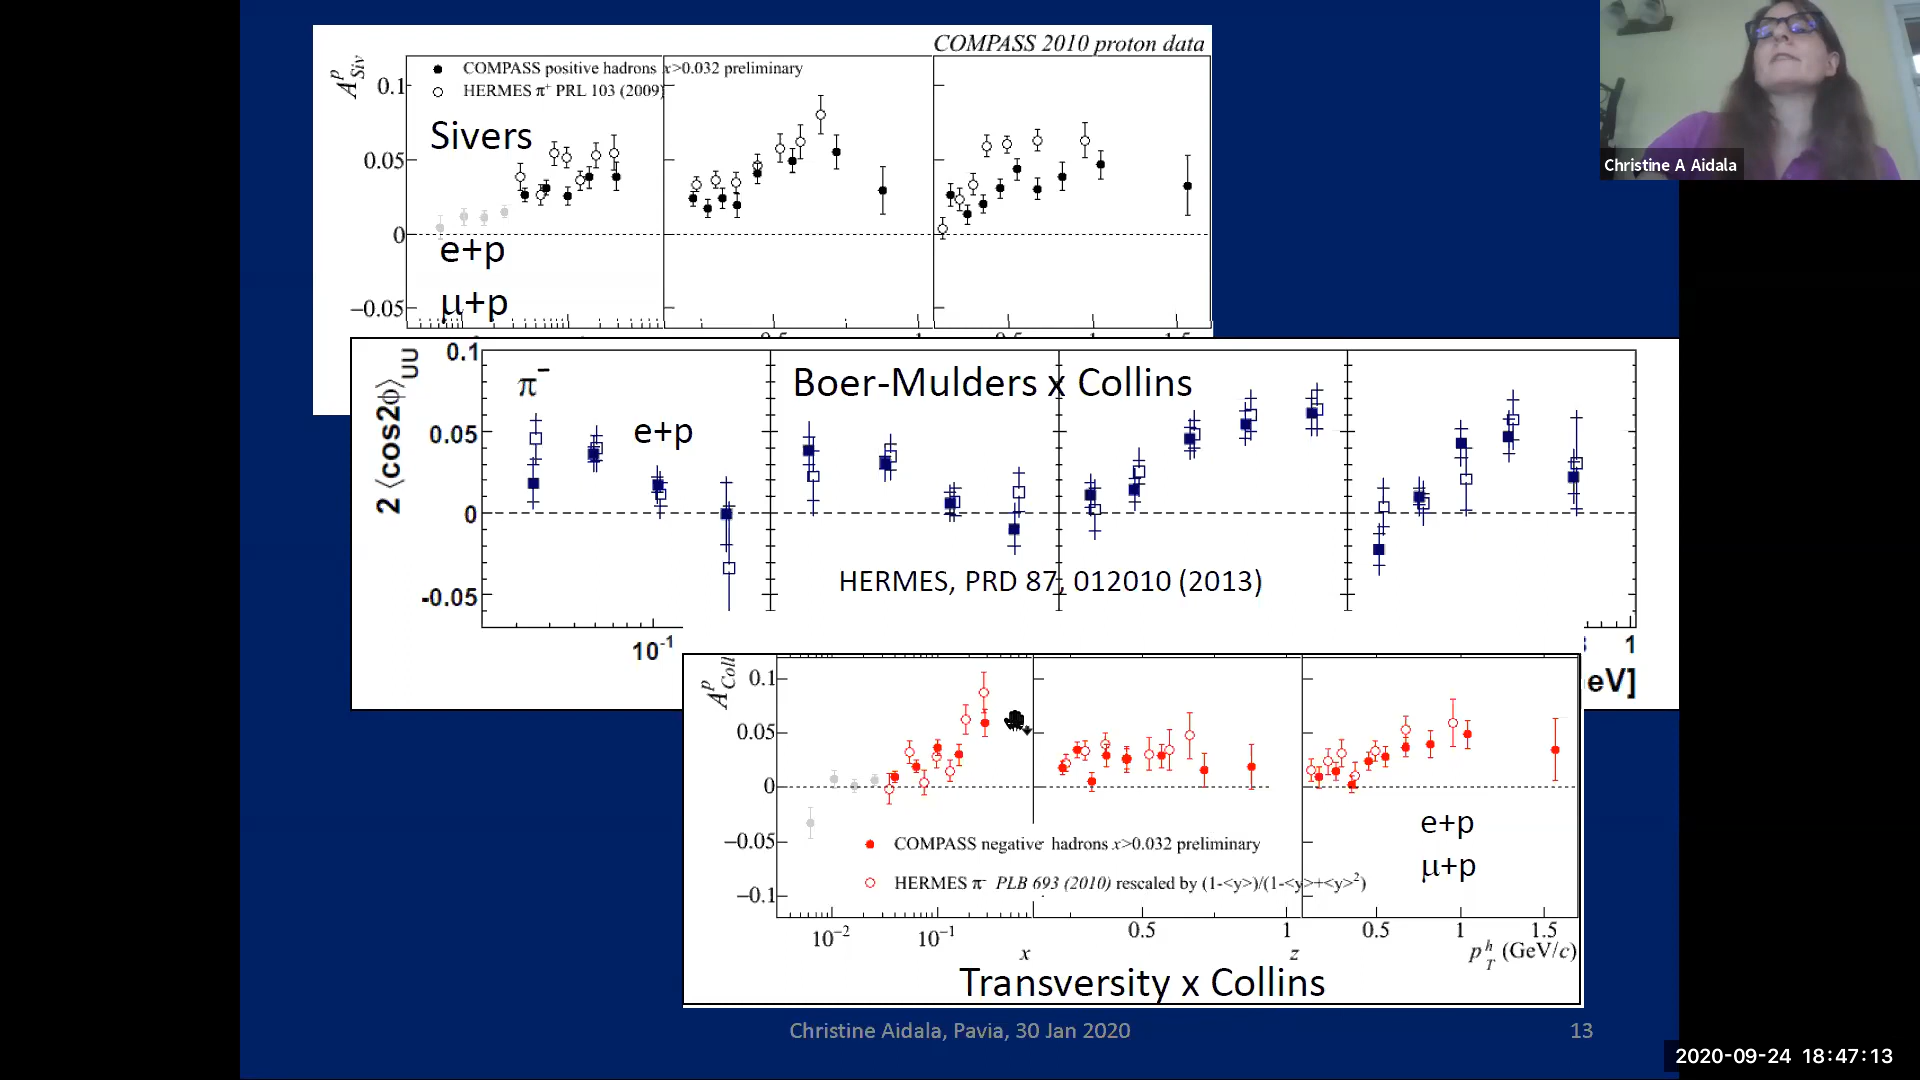 COMPASS 2010 proton data
A^p_Siv
COMPASS positive hadrons x>0.032 preliminary
HERMES π⁺ PRL 103 (2009)
0.1
Sivers
0.05
0
e+p
μ+p
−0.05
Christine A Aidala
2 ⟨cos2ϕ⟩UU
0.1
π⁻
Boer-Mulders x Collins
e+p
0.05
0
HERMES, PRD 87, 012010 (2013)
-0.05
10⁻¹
1
eV]
A^p_Coll
0.1
0.05
0
−0.05
−0.1
e+p
μ+p
COMPASS negative hadrons x>0.032 preliminary
HERMES π⁻ PLB 693 (2010) rescaled by (1-<y>)/(1-<y>+<y>²)
10⁻² 10⁻¹ 0.5 1 0.5 1 1.5
x z p_T^h (GeV/c)
Transversity x Collins
Christine Aidala, Pavia, 30 Jan 2020
13
2020-09-24 18:47:13